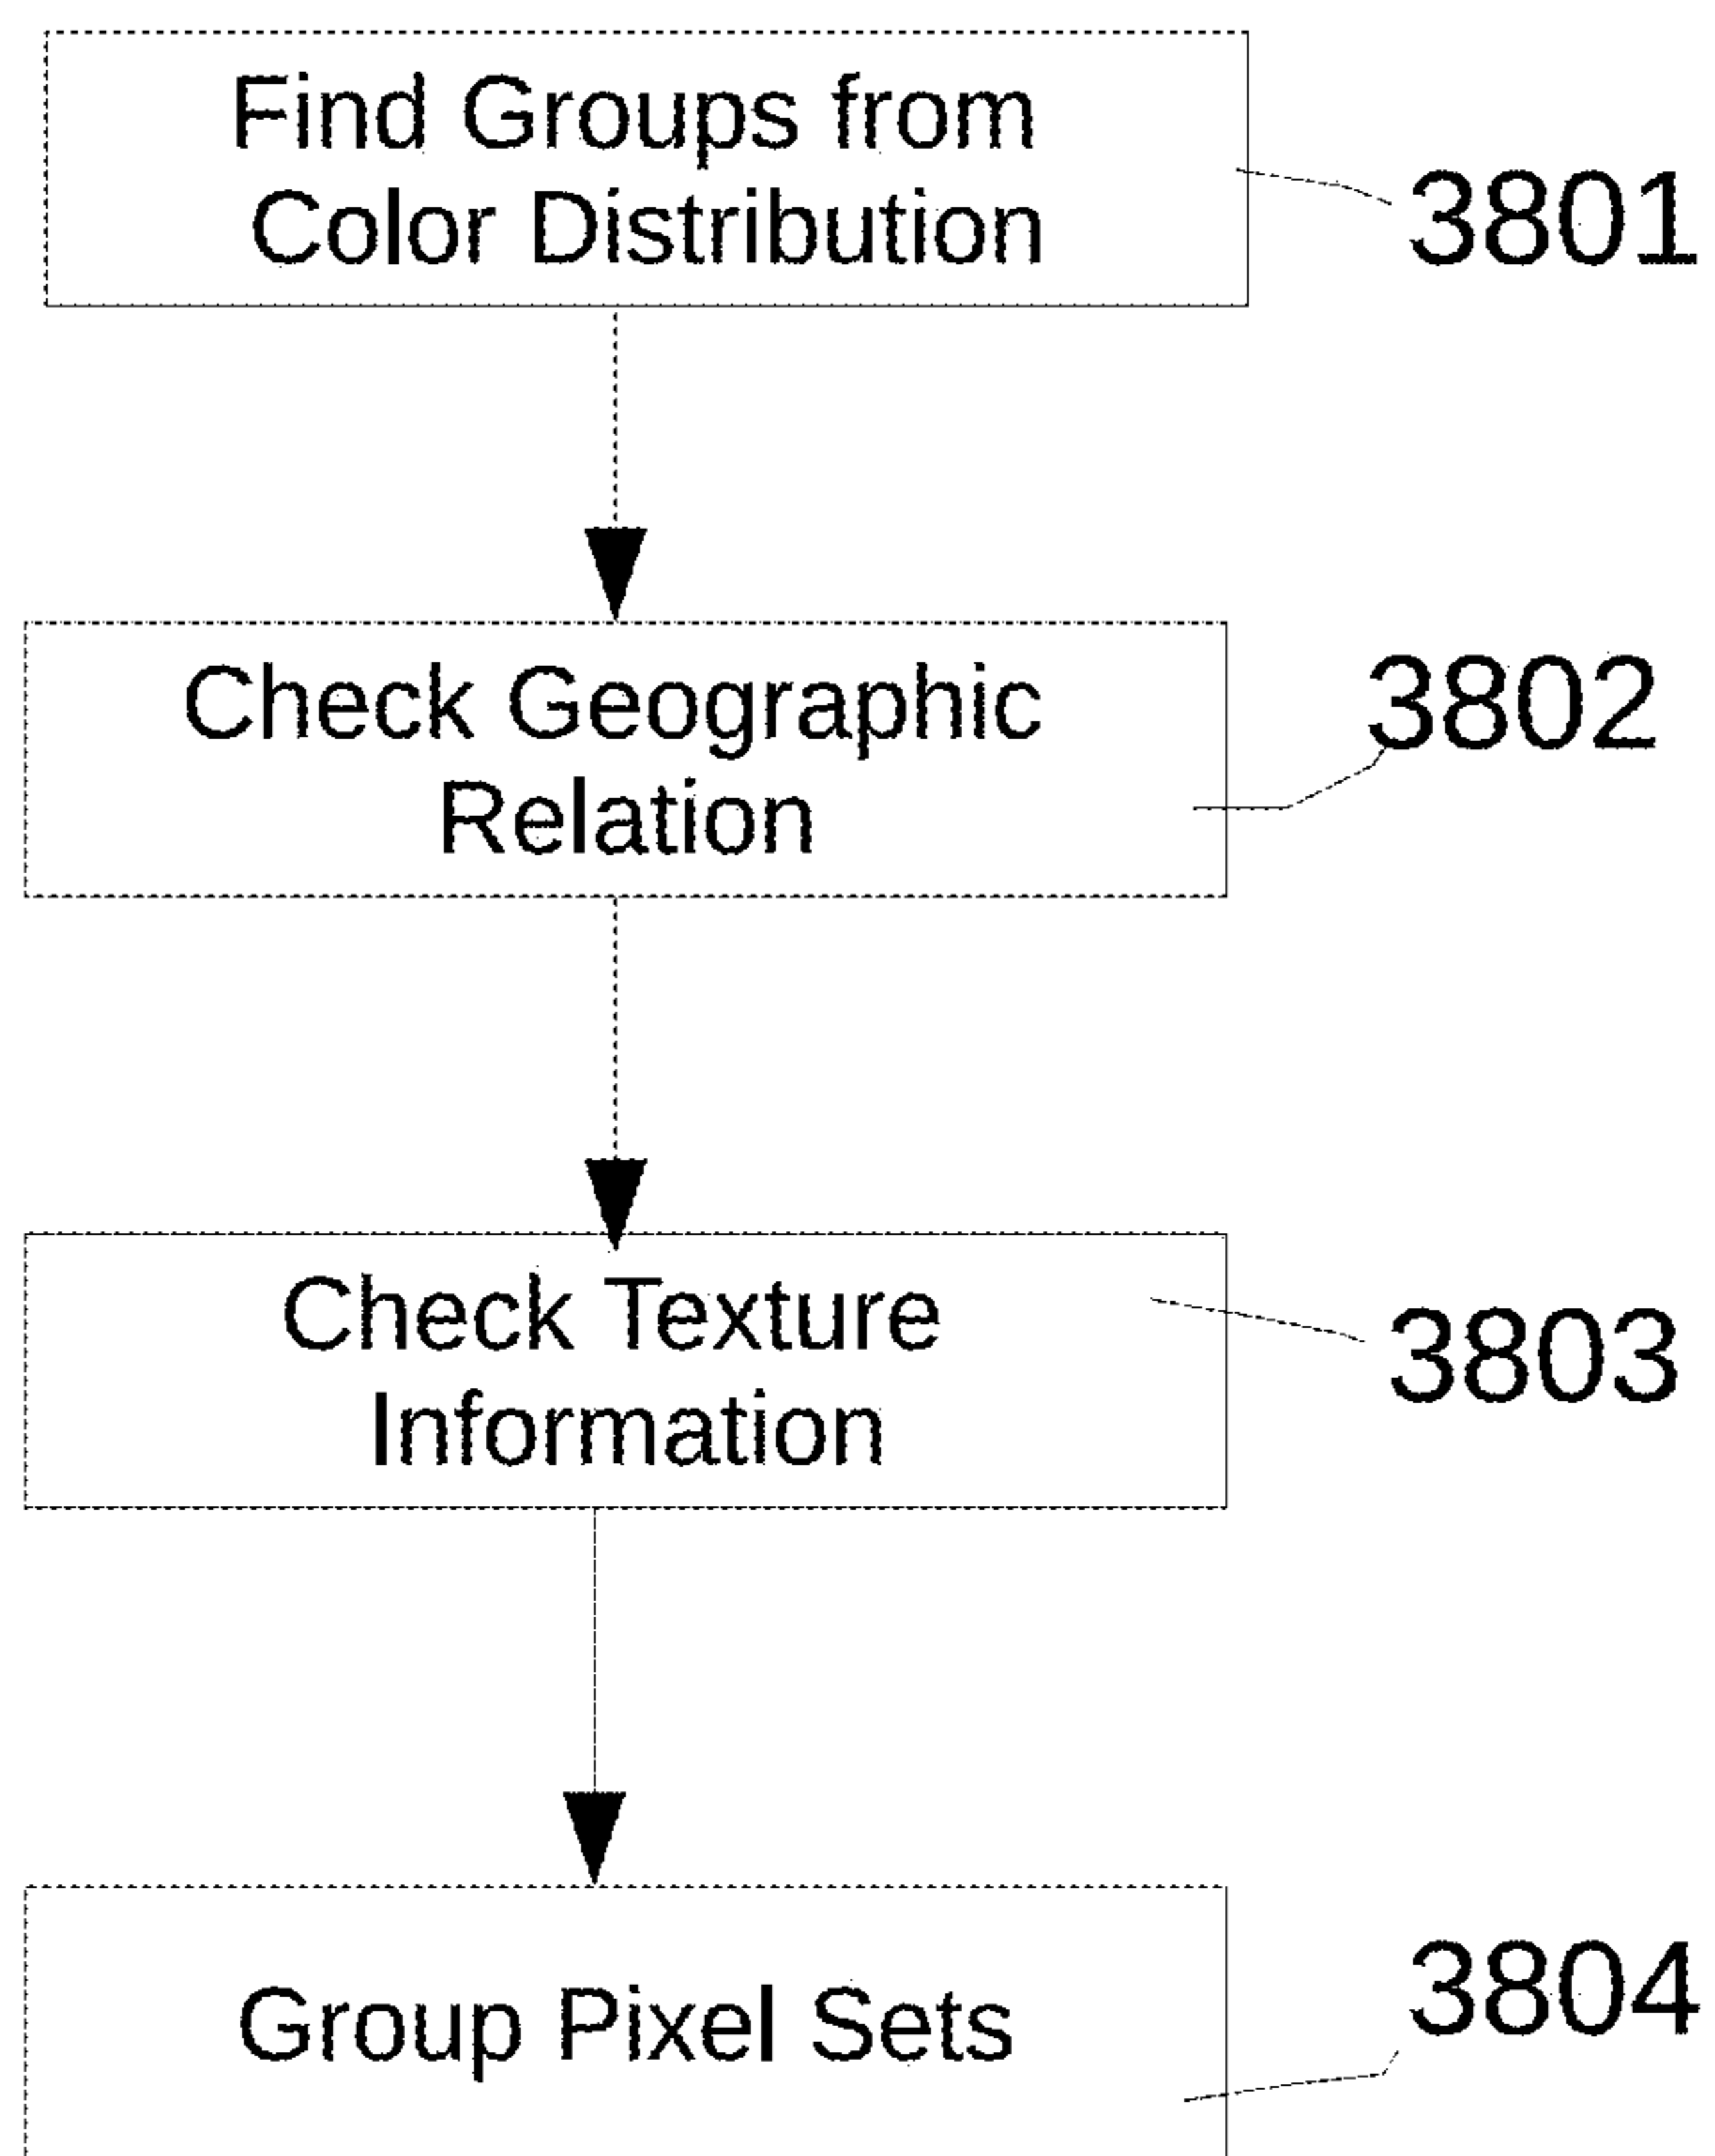 Find Groups from
Color Distribution
3801
Check Geographic
Relation
3802
Check Texture
Information
3803
Group Pixel Sets
3804